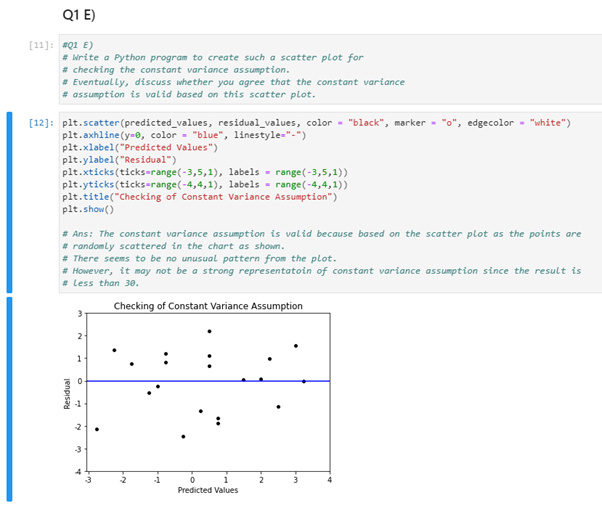 Q1 E)
[11]: #Q1 E)
# Write a Python program to create such a scatter plot for
# checking the constant variance assumption.
# Eventually, discuss whether you agree that the constant variance
# assumption is valid based on this scatter plot.
[12]: plt.scatter(predicted_values, residual_values, color = "black", marker = "o", edgecolor = "white")
plt.axhline(y=0, color = "blue", linestyle="-")
plt.xlabel("Predicted Values")
plt.ylabel("Residual")
plt.xticks(ticks=range(-3,5,1), labels = range(-3,5,1))
plt.yticks(ticks=range(-4,4,1), labels = range(-4,4,1))
plt.title("Checking of Constant Variance Assumption")
plt.show()
# Ans: The constant variance assumption is valid because based on the scatter plot as the points are
# randomly scattered in the chart as shown.
# There seems to be no unusual pattern from the plot.
# However, it may not be a strong representatoin of constant variance assumption since the result is
# less than 30.
Checking of Constant Variance Assumption
3
2
1
0
-1
-2
-3
-4
Residual
-3 -2 -1 0 1 2 3 4
Predicted Values